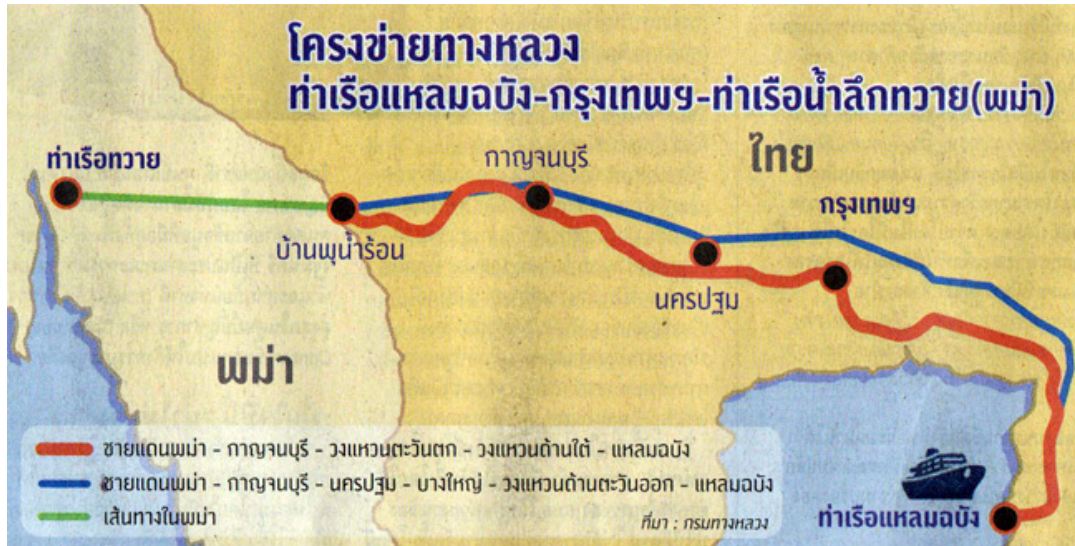 โครงข่ายทางหลวง
ท่าเรือแหลมฉบัง-กรุงเทพฯ-ท่าเรือน้ำลึกทวาย(พม่า)
ท่าเรือทวาย
กาญจนบุรี
ไทย
กรุงเทพฯ
บ้านพุน้ำร้อน
นครปฐม
พม่า
ชายแดนพม่า - กาญจนบุรี - วงแหวนตะวันตก - วงแหวนด้านใต้ - แหลมฉบัง
ชายแดนพม่า - กาญจนบุรี - นครปฐม - บางใหญ่ - วงแหวนด้านตะวันออก - แหลมฉบัง
เส้นทางในพม่า
ที่มา : กรมทางหลวง
ท่าเรือแหลมฉบัง